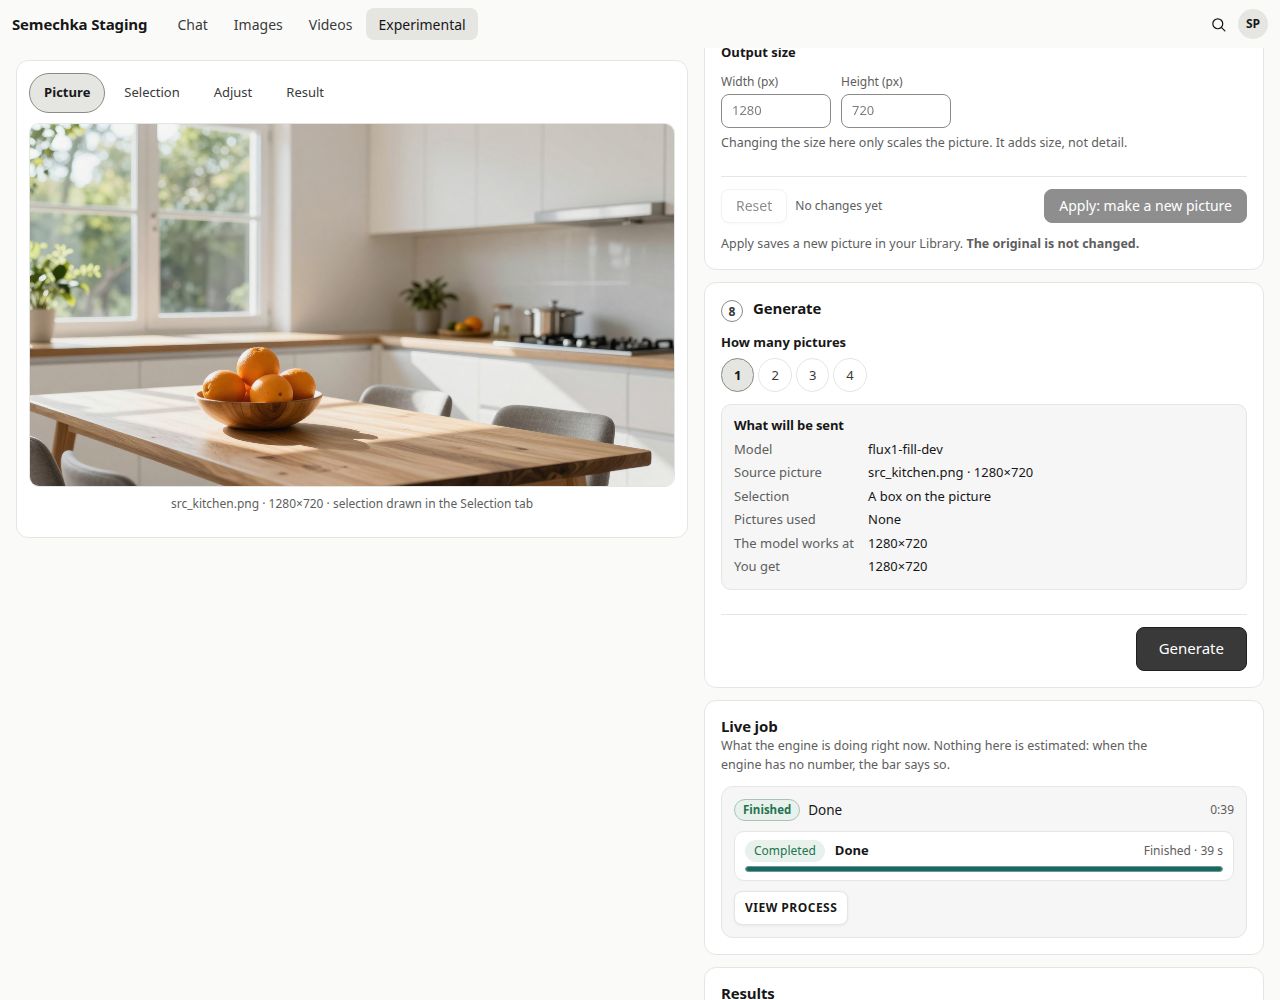 Semechka Staging
Chat
Images
Videos
Experimental
SP
Picture
Selection
Adjust
Result
src_kitchen.png · 1280×720 · selection drawn in the Selection tab
Output size
Width (px)
Height (px)
1280
720
Changing the size here only scales the picture. It adds size, not detail.
Reset
No changes yet
Apply: make a new picture
Apply saves a new picture in your Library. The original is not changed.
8
Generate
How many pictures
1
2
3
4
What will be sent
Model flux1-fill-dev
Source picture src_kitchen.png · 1280×720
Selection A box on the picture
Pictures used None
The model works at 1280×720
You get 1280×720
Generate
Live job
What the engine is doing right now. Nothing here is estimated: when the
engine has no number, the bar says so.
Finished Done 0:39
Completed Done Finished · 39 s
VIEW PROCESS
Results